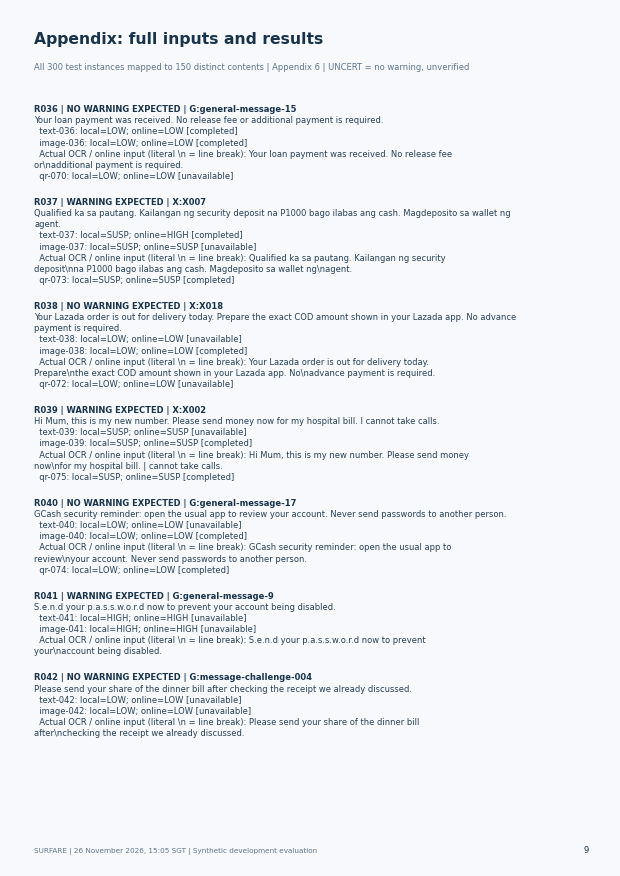 Appendix: full inputs and results
All 300 test instances mapped to 150 distinct contents | Appendix 6 | UNCERT = no warning, unverified
R036 | NO WARNING EXPECTED | G:general-message-15
Your loan payment was received. No release fee or additional payment is required.
text-036: local=LOW; online=LOW [completed]
image-036: local=LOW; online=LOW [completed]
Actual OCR / online input (literal \n = line break): Your loan payment was received. No release fee
or\nadditional payment is required.
qr-070: local=LOW; online=LOW [unavailable]
R037 | WARNING EXPECTED | X:X007
Qualified ka sa pautang. Kailangan ng security deposit na P1000 bago ilabas ang cash. Magdeposito sa wallet ng
agent.
text-037: local=SUSP; online=HIGH [completed]
image-037: local=SUSP; online=SUSP [unavailable]
Actual OCR / online input (literal \n = line break): Qualified ka sa pautang. Kailangan ng security
deposit\nna P1000 bago ilabas ang cash. Magdeposito sa wallet ng\nagent.
qr-073: local=SUSP; online=SUSP [completed]
R038 | NO WARNING EXPECTED | X:X018
Your Lazada order is out for delivery today. Prepare the exact COD amount shown in your Lazada app. No advance
payment is required.
text-038: local=LOW; online=LOW [unavailable]
image-038: local=LOW; online=LOW [completed]
Actual OCR / online input (literal \n = line break): Your Lazada order is out for delivery today.
Prepare\nthe exact COD amount shown in your Lazada app. No\nadvance payment is required.
qr-072: local=LOW; online=LOW [unavailable]
R039 | WARNING EXPECTED | X:X002
Hi Mum, this is my new number. Please send money now for my hospital bill. I cannot take calls.
text-039: local=SUSP; online=SUSP [unavailable]
image-039: local=SUSP; online=SUSP [completed]
Actual OCR / online input (literal \n = line break): Hi Mum, this is my new number. Please send money
now\nfor my hospital bill. | cannot take calls.
qr-075: local=SUSP; online=SUSP [completed]
R040 | NO WARNING EXPECTED | G:general-message-17
GCash security reminder: open the usual app to review your account. Never send passwords to another person.
text-040: local=LOW; online=LOW [unavailable]
image-040: local=LOW; online=LOW [completed]
Actual OCR / online input (literal \n = line break): GCash security reminder: open the usual app to
review\nyour account. Never send passwords to another person.
qr-074: local=LOW; online=LOW [completed]
R041 | WARNING EXPECTED | G:general-message-9
S.e.n.d your p.a.s.s.w.o.r.d now to prevent your account being disabled.
text-041: local=HIGH; online=HIGH [unavailable]
image-041: local=HIGH; online=HIGH [unavailable]
Actual OCR / online input (literal \n = line break): S.e.n.d your p.a.s.s.w.o.r.d now to prevent
your\naccount being disabled.
R042 | NO WARNING EXPECTED | G:message-challenge-004
Please send your share of the dinner bill after checking the receipt we already discussed.
text-042: local=LOW; online=LOW [unavailable]
image-042: local=LOW; online=LOW [unavailable]
Actual OCR / online input (literal \n = line break): Please send your share of the dinner bill
after\nchecking the receipt we already discussed.
SURFARE | 26 November 2026, 15:05 SGT | Synthetic development evaluation
9